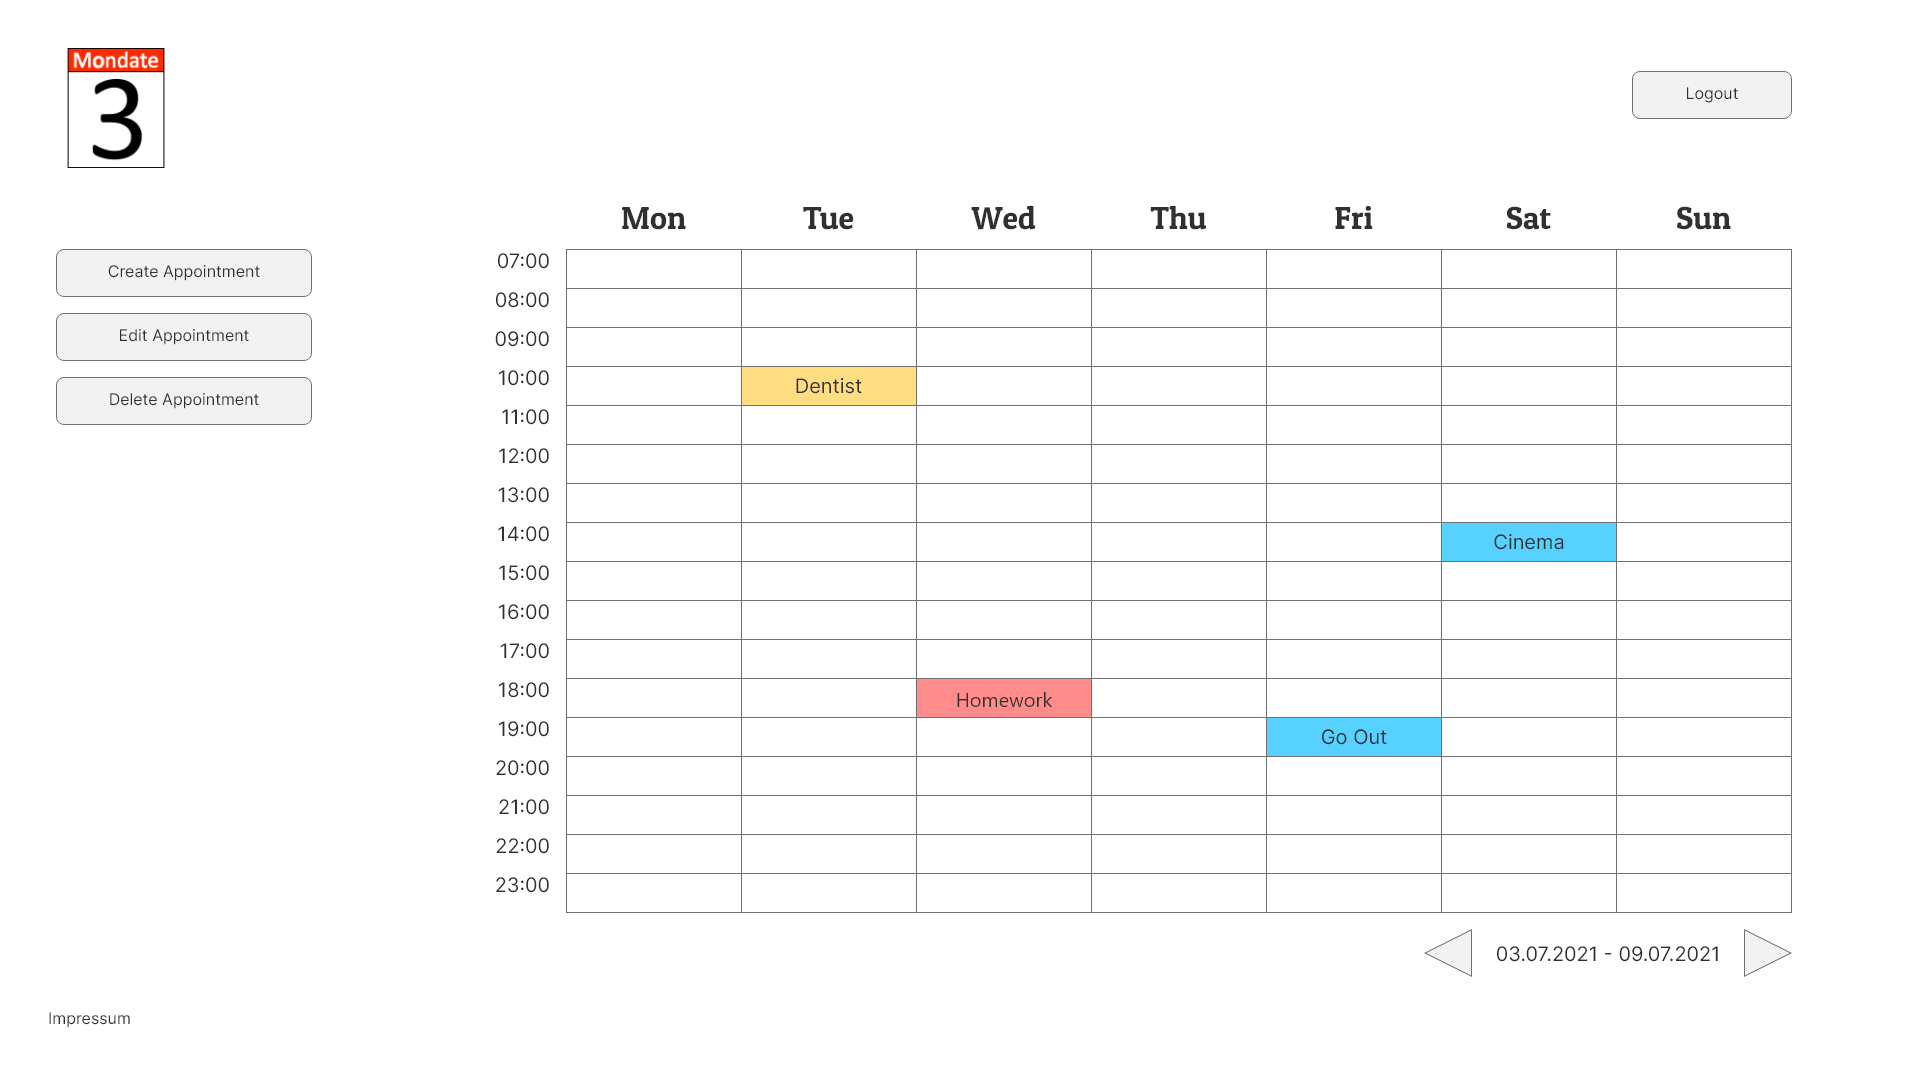 Mondate
3
Logout
Mon Tue Wed Thu Fri Sat Sun
Create Appointment
Edit Appointment
Delete Appointment
07:00
08:00
09:00
10:00 Dentist
11:00
12:00
13:00
14:00 Cinema
15:00
16:00
17:00
18:00 Homework
19:00 Go Out
20:00
21:00
22:00
23:00
03.07.2021 - 09.07.2021
Impressum